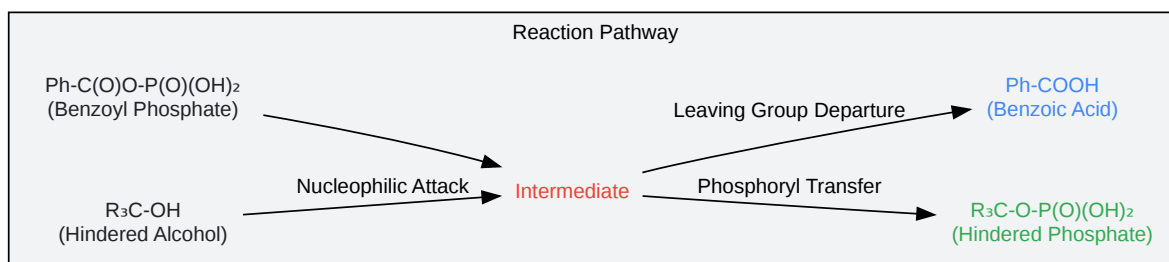 Reaction Pathway
Ph-C(O)O-P(O)(OH)₂
(Benzoyl Phosphate)
Ph-COOH
(Benzoic Acid)
Leaving Group Departure
Nucleophilic Attack
Intermediate
Phosphoryl Transfer
R₃C-OH
(Hindered Alcohol)
R₃C-O-P(O)(OH)₂
(Hindered Phosphate)